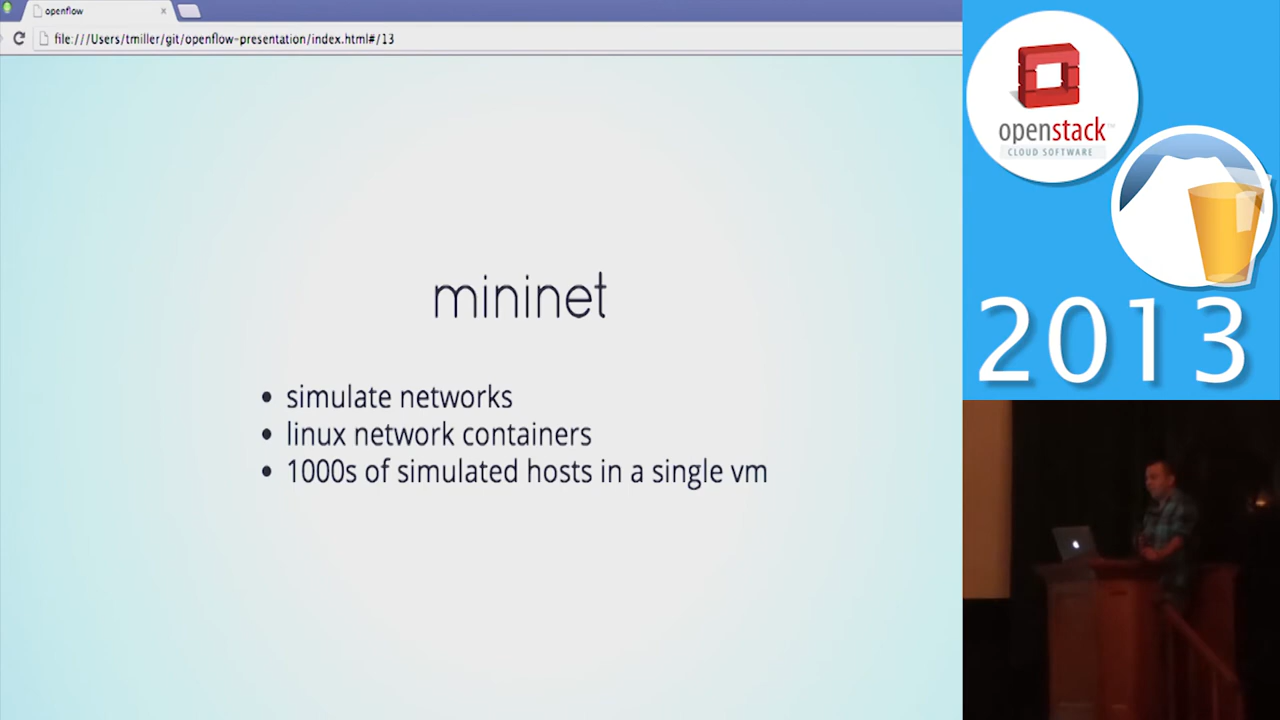 openflow
file:///Users/tmiller/git/openflow-presentation/index.html#/13
mininet
• simulate networks
• linux network containers
• 1000s of simulated hosts in a single vm
openstack
CLOUD SOFTWARE
2013